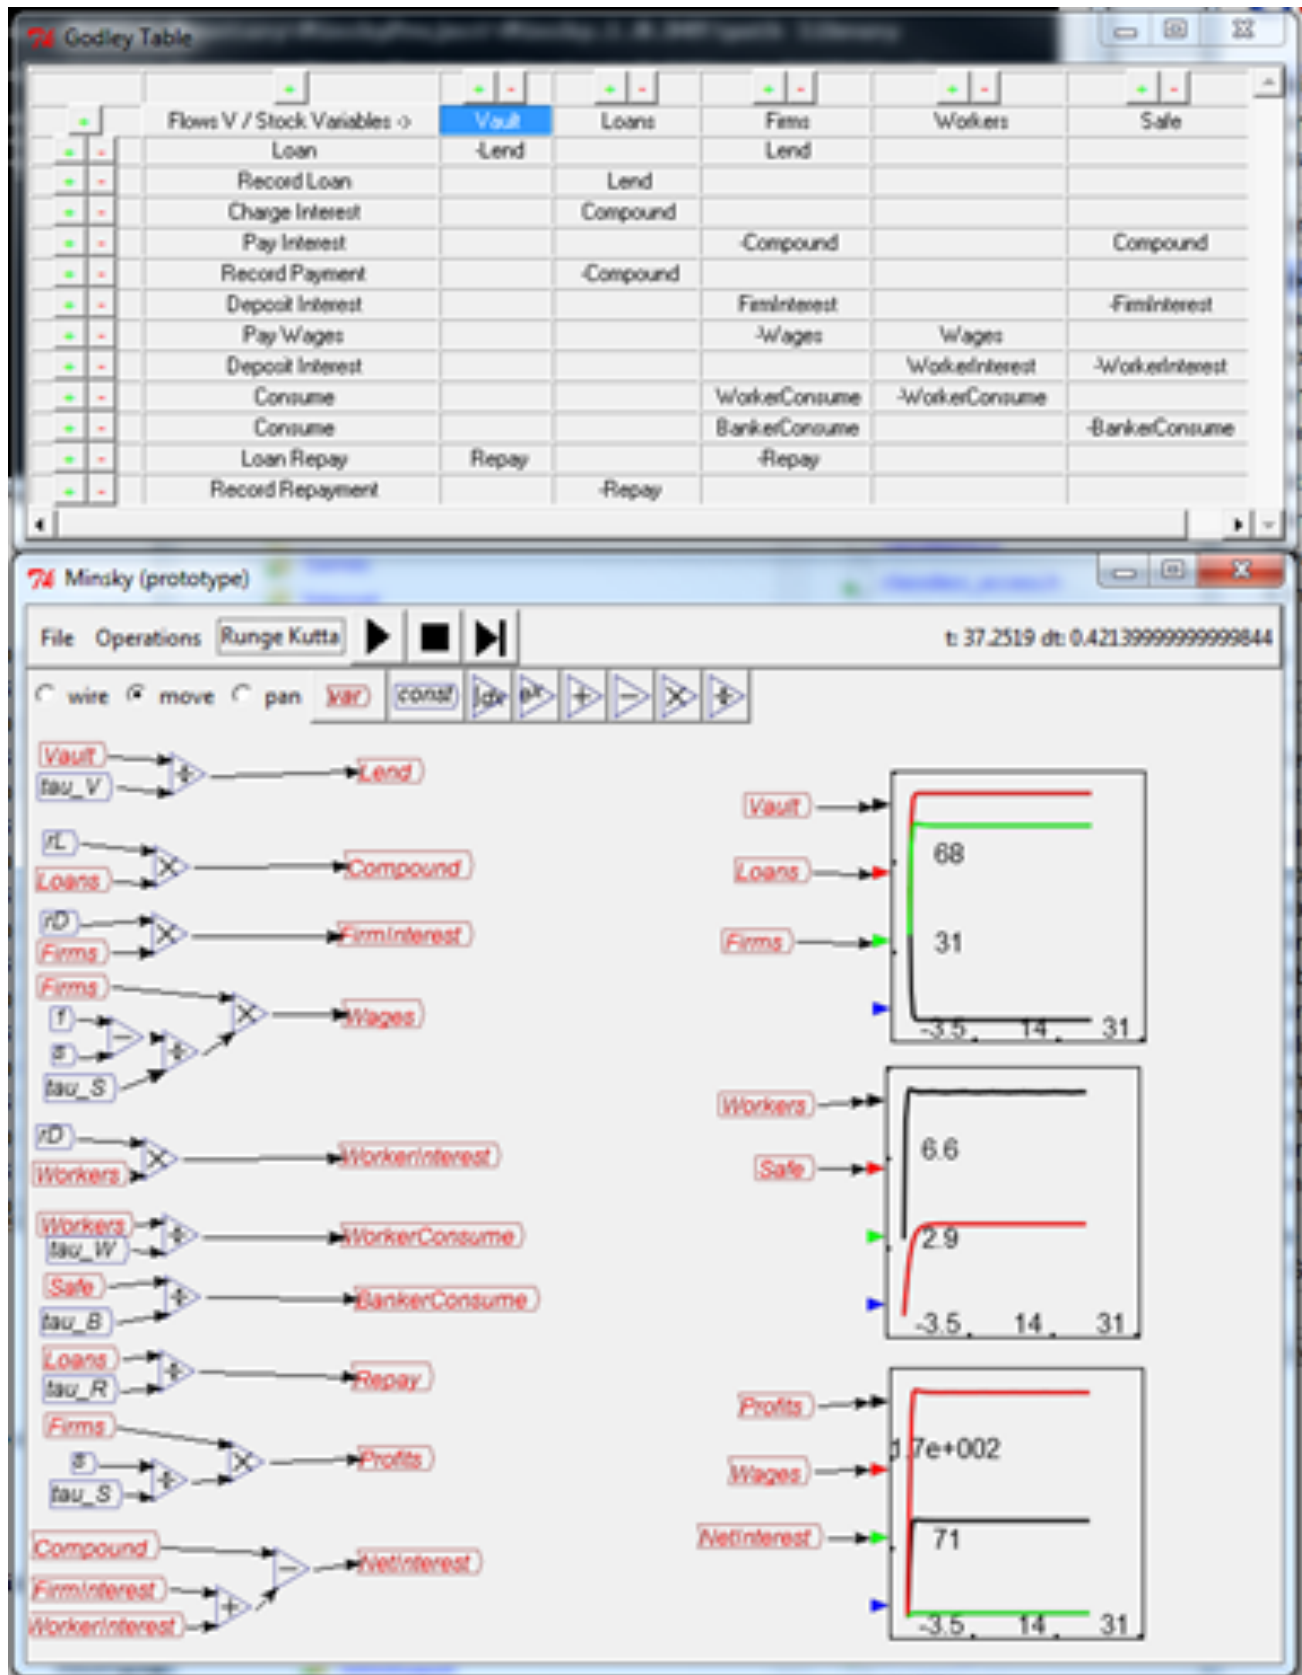 Godley Table
Flows V / Stock Variables -> Vault Loans Firms Workers Safe
Loan -Lend Lend
Record Loan Lend
Charge Interest Compound
Pay Interest -Compound Compound
Record Payment -Compound
Deposit Interest FirmInterest -FirmInterest
Pay Wages -Wages Wages
Deposit Interest WorkerInterest -WorkerInterest
Consume WorkerConsume -WorkerConsume
Consume BankerConsume -BankerConsume
Loan Repay Repay -Repay
Record Repayment -Repay
Minsky (prototype)
File Operations Runge Kutta t: 37.2519 dt: 0.42139999999999844
wire move pan var const ∫dx + − × ÷
Vault
tau_V
÷
Lend
rL
Loans
×
Compound
rD
Firms
×
FirmInterest
Firms
1
s
−
tau_S
÷
×
Wages
rD
Workers
×
WorkerInterest
Workers
tau_W
÷
WorkerConsume
Safe
tau_B
÷
BankerConsume
Loans
tau_R
÷
Repay
Firms
s
tau_S
÷
×
Profits
Compound
FirmInterest
WorkerInterest
+
−
NetInterest
Vault
Loans
Firms
68
31
-3.5 14 31
Workers
Safe
6.6
2.9
-3.5 14 31
Profits
Wages
NetInterest
1.7e+002
71
-3.5 14 31